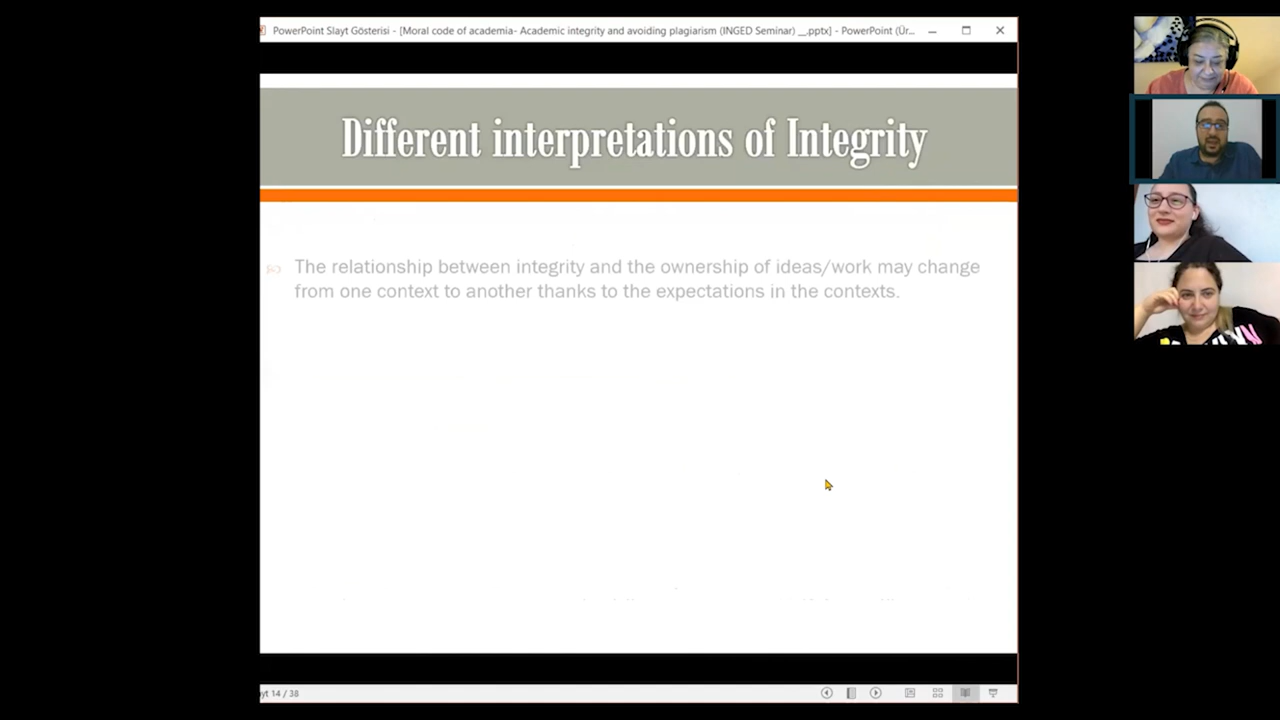 PowerPoint Slayt Gösterisi - [Moral code of academia- Academic integrity and avoiding plagiarism (INGED Seminar) __.pptx] - PowerPoint (Ür...
Different interpretations of Integrity
The relationship between integrity and the ownership of ideas/work may change
from one context to another thanks to the expectations in the contexts.
14 / 38